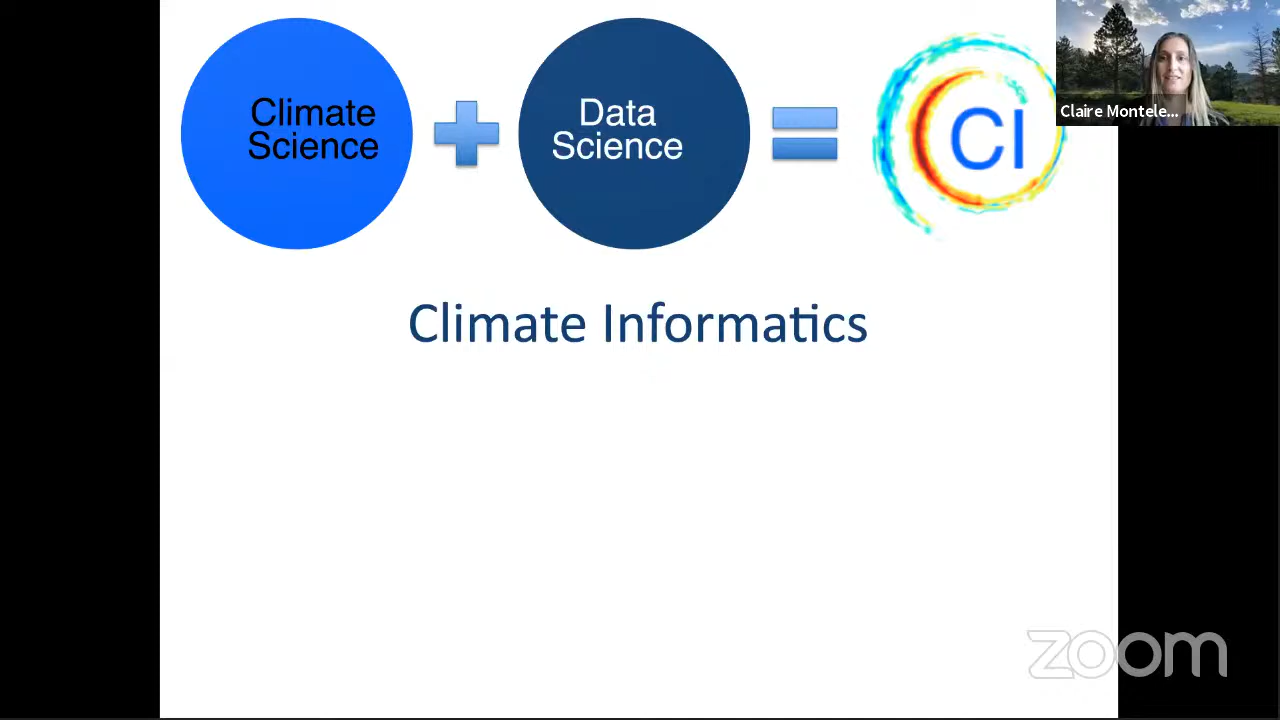 Climate
Science
Data
Science
CI
Claire Montele...
Climate Informatics
zoom